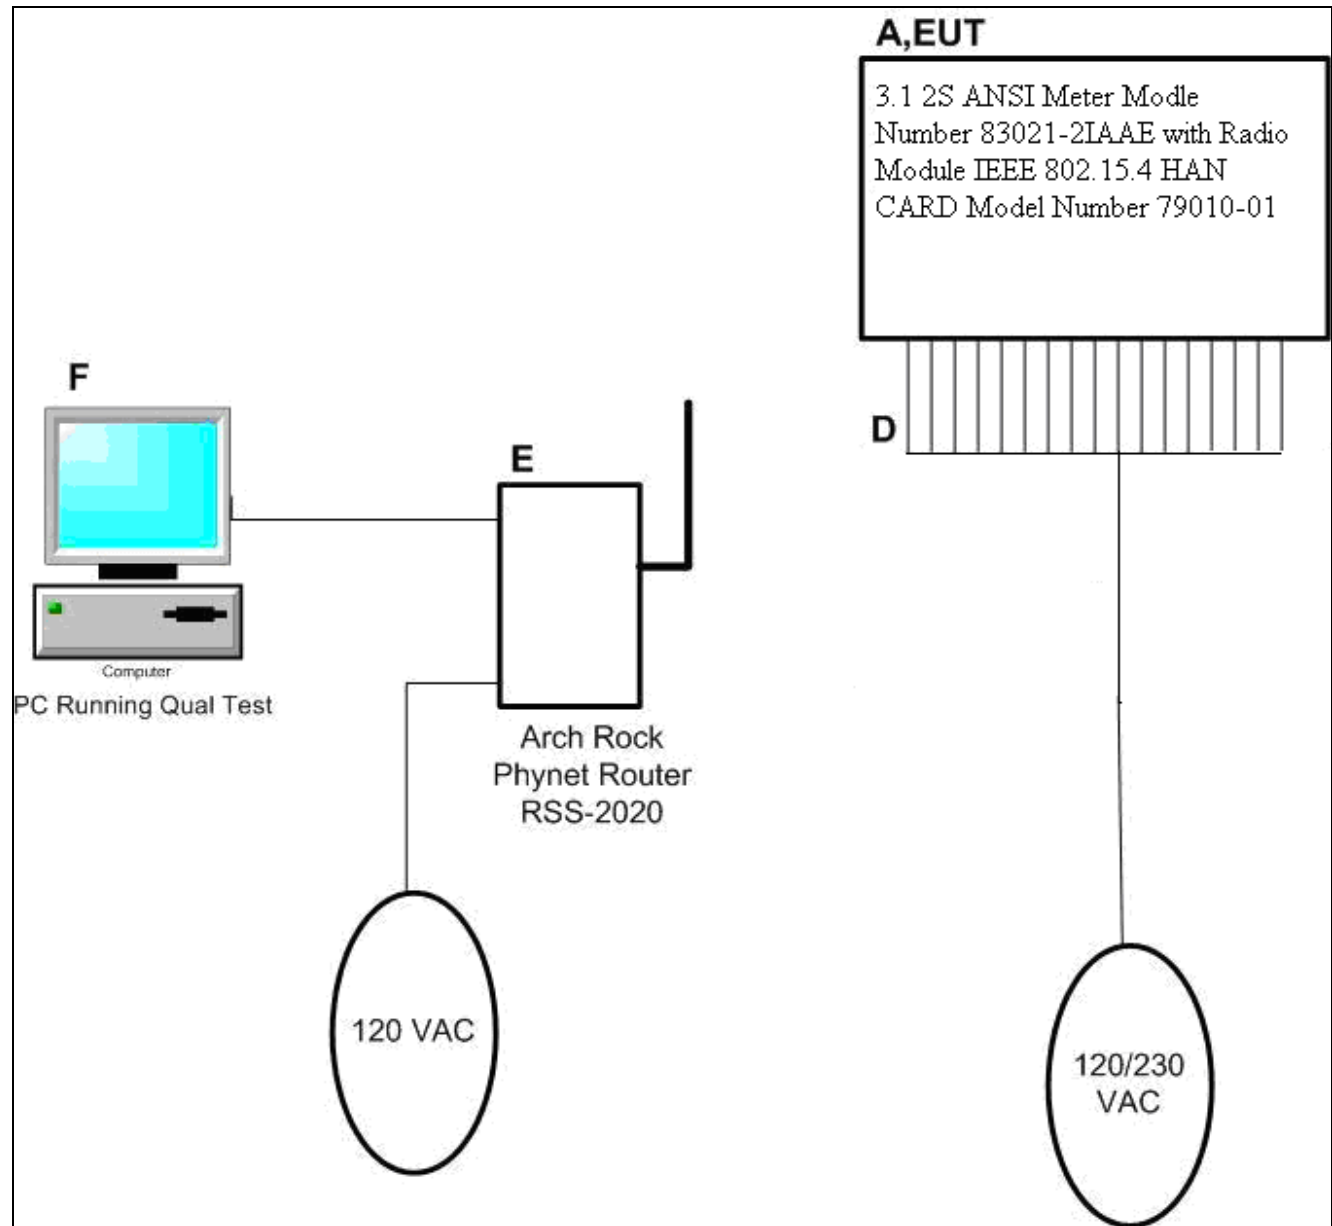 A,EUT
3.1 2S ANSI Meter Modle
Number 83021-2IAAE with Radio
Module IEEE 802.15.4 HAN
CARD Model Number 79010-01
F
D
E
Computer
PC Running Qual Test
Arch Rock
Phynet Router
RSS-2020
120 VAC
120/230
VAC